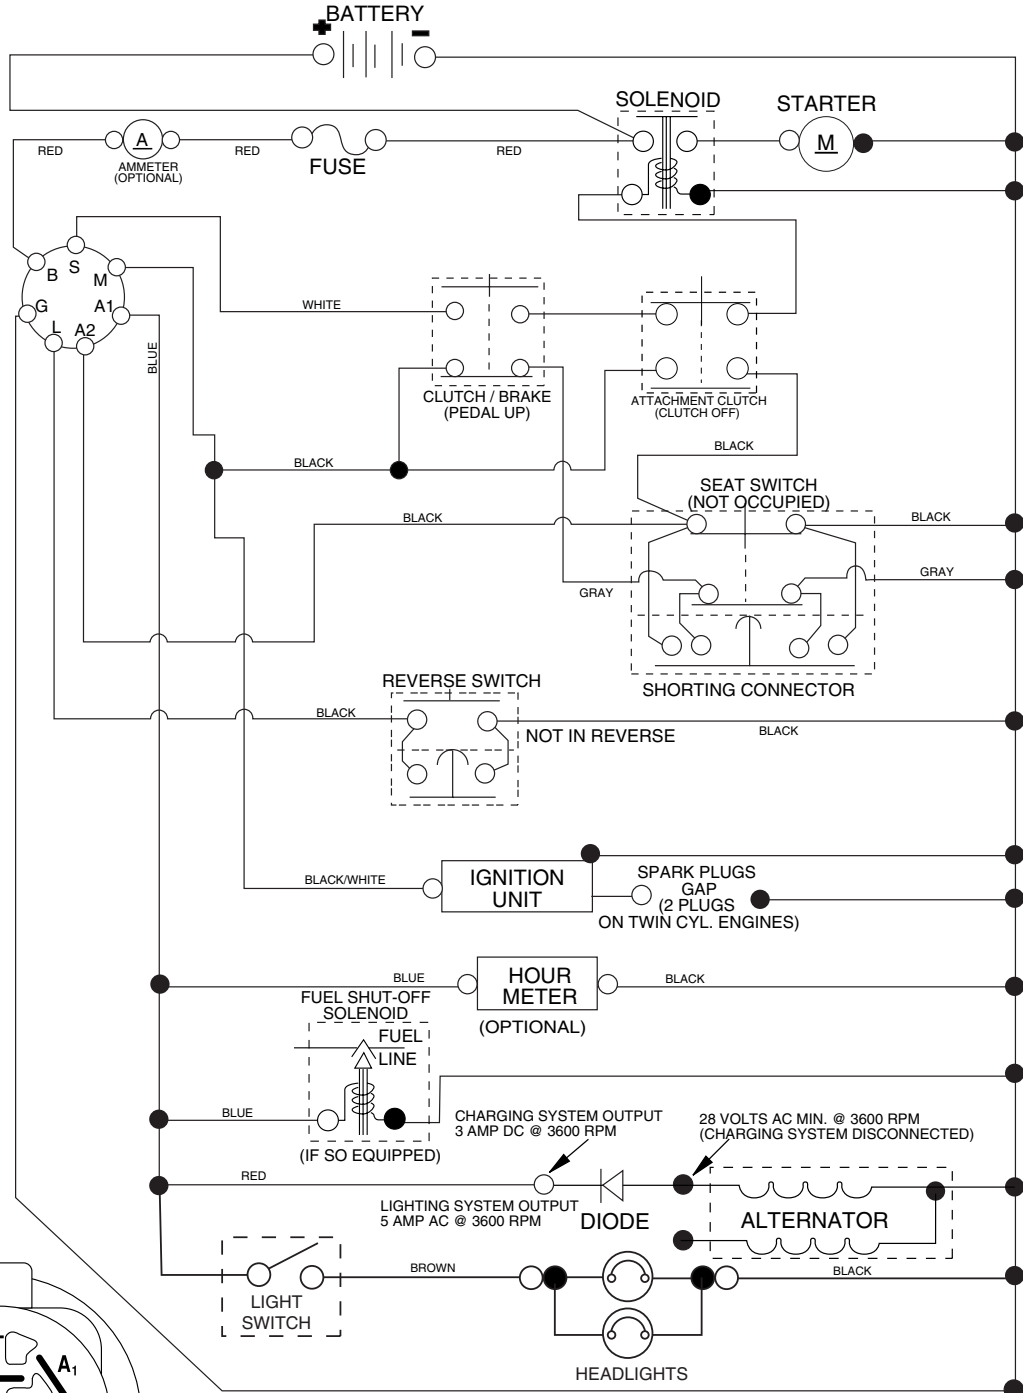 BATTERY
SOLENOID
STARTER
A
M
RED
RED
RED
AMMETER
(OPTIONAL)
FUSE
B
S
M
G
A1
L
A2
WHITE
BLUE
CLUTCH / BRAKE
(PEDAL UP)
ATTACHMENT CLUTCH
(CLUTCH OFF)
BLACK
BLACK
SEAT SWITCH
(NOT OCCUPIED)
BLACK
BLACK
GRAY
GRAY
SHORTING CONNECTOR
REVERSE SWITCH
BLACK
NOT IN REVERSE
BLACK
BLACK/WHITE
IGNITION
UNIT
SPARK PLUGS
GAP
(2 PLUGS
ON TWIN CYL. ENGINES)
BLUE
HOUR
METER
(OPTIONAL)
BLACK
FUEL SHUT-OFF
SOLENOID
FUEL
LINE
BLUE
(IF SO EQUIPPED)
CHARGING SYSTEM OUTPUT
3 AMP DC @ 3600 RPM
28 VOLTS AC MIN. @ 3600 RPM
(CHARGING SYSTEM DISCONNECTED)
RED
LIGHTING SYSTEM OUTPUT
5 AMP AC @ 3600 RPM
DIODE
ALTERNATOR
LIGHT
SWITCH
BROWN
BLACK
HEADLIGHTS
A1